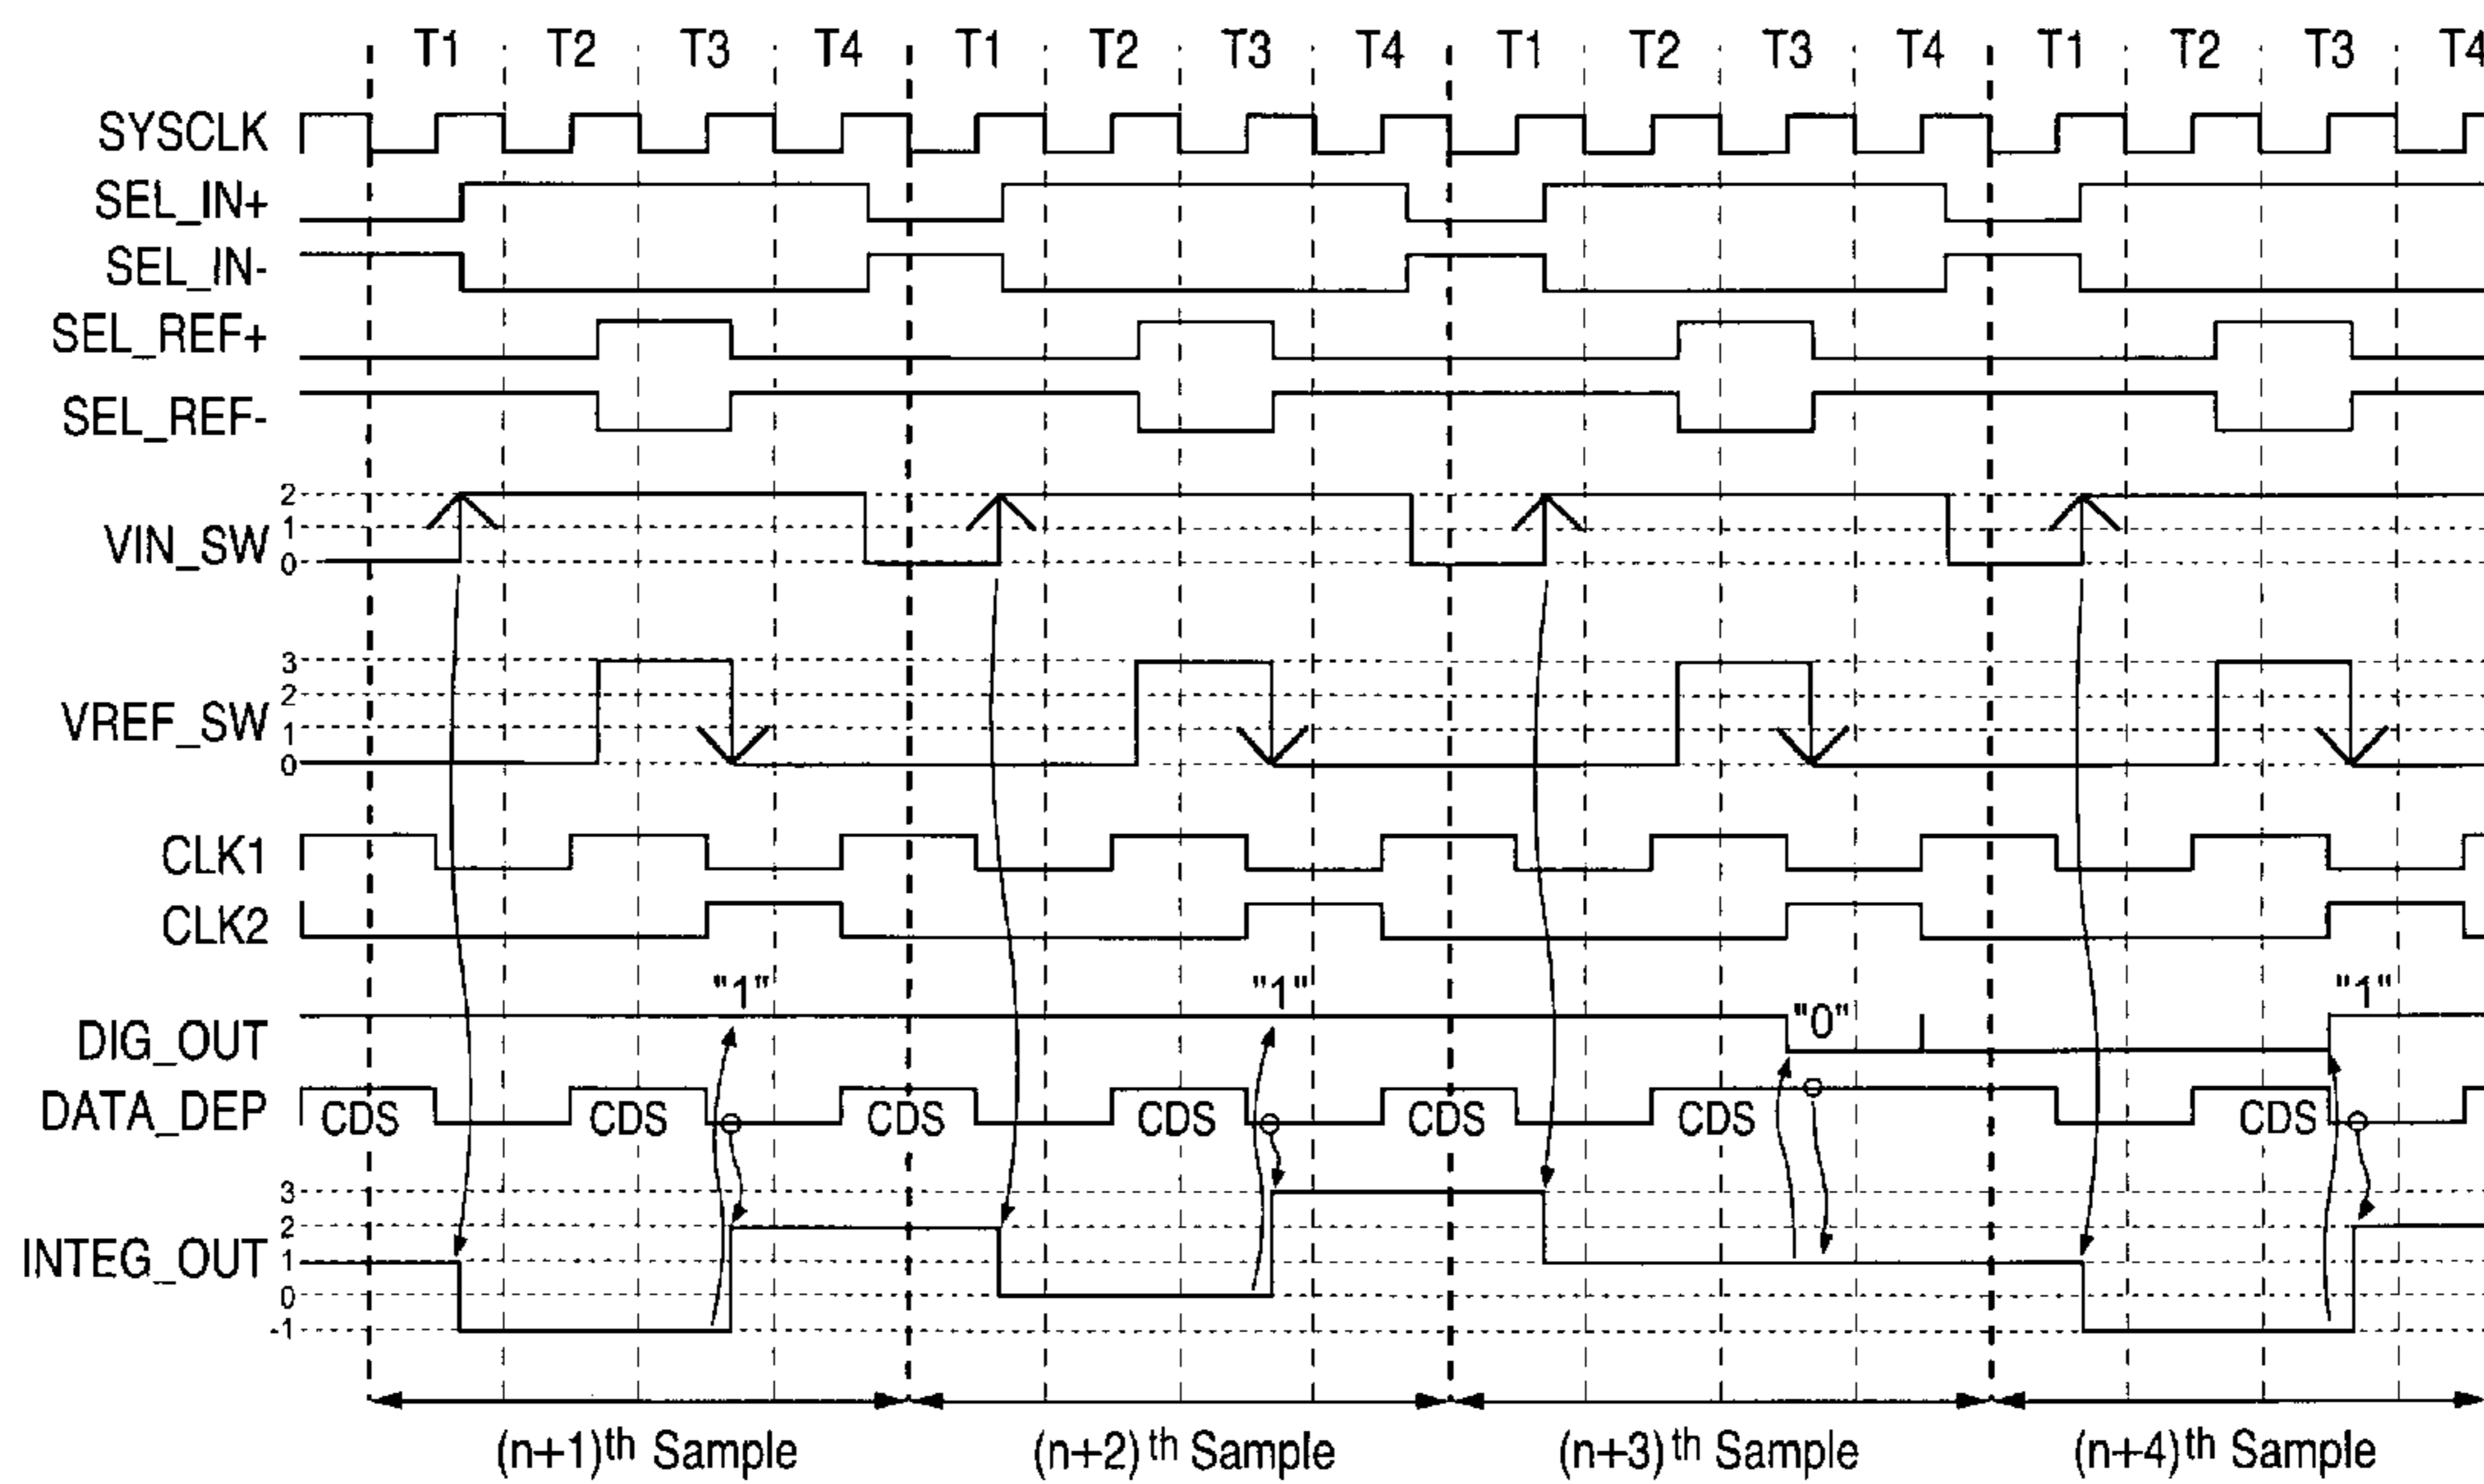 T1 T2 T3 T4 T1 T2 T3 T4 T1 T2 T3 T4 T1 T2 T3 T4
SYSCLK
SEL_IN+
SEL_IN-
SEL_REF+
SEL_REF-
2
1
VIN_SW
0
3
2
VREF_SW
1
0
CLK1
CLK2
"1" "1" "0" "1"
DIG_OUT
DATA_DEP CDS CDS CDS CDS CDS CDS CDS
3
2
INTEG_OUT 1
0
-1
(n+1)th Sample (n+2)th Sample (n+3)th Sample (n+4)th Sample